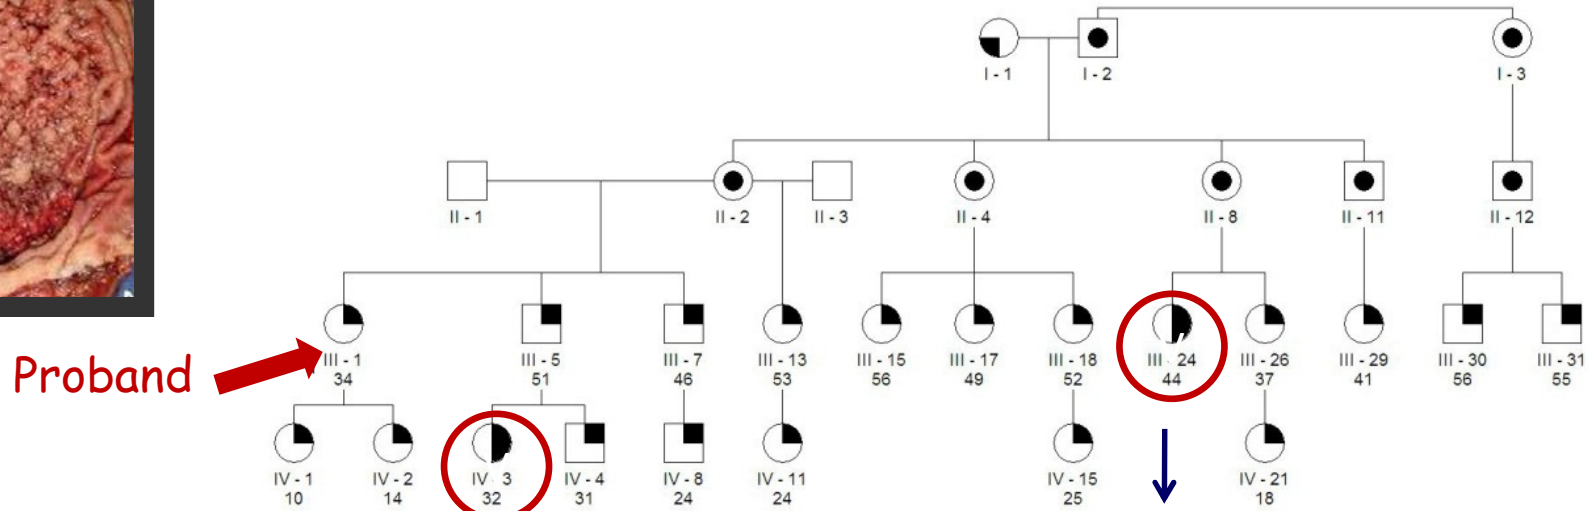 I - 1
I - 2
I - 3
II - 1
II - 2
II - 3
II - 4
II - 8
II - 11
II - 12
Proband
III - 1
34
III - 5
51
III - 7
46
III - 13
53
III - 15
56
III - 17
49
III - 18
52
III - 24
44
III - 26
37
III - 29
41
III - 30
56
III - 31
55
IV - 1
10
IV - 2
14
IV - 3
32
IV - 4
31
IV - 8
24
IV - 11
24
IV - 15
25
IV - 21
18